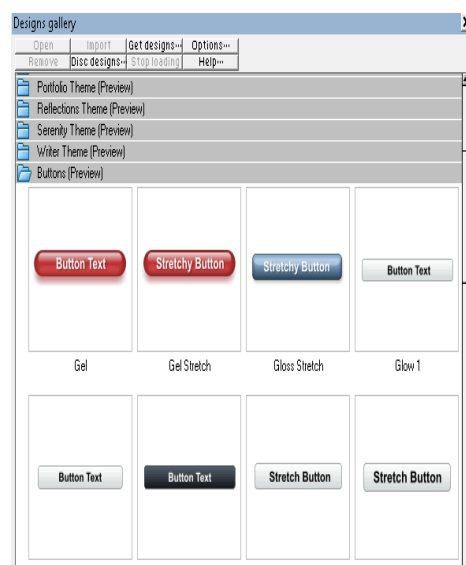 Designs gallery
Open Import Get designs... Options...
Remove Disc designs... Stop loading Help...
Portfolio Theme (Preview)
Reflections Theme (Preview)
Serenity Theme (Preview)
Writer Theme (Preview)
Buttons (Preview)
Button Text Stretchy Button Stretchy Button Button Text
Gel Gel Stretch Gloss Stretch Glow 1
Button Text Button Text Stretch Button Stretch Button